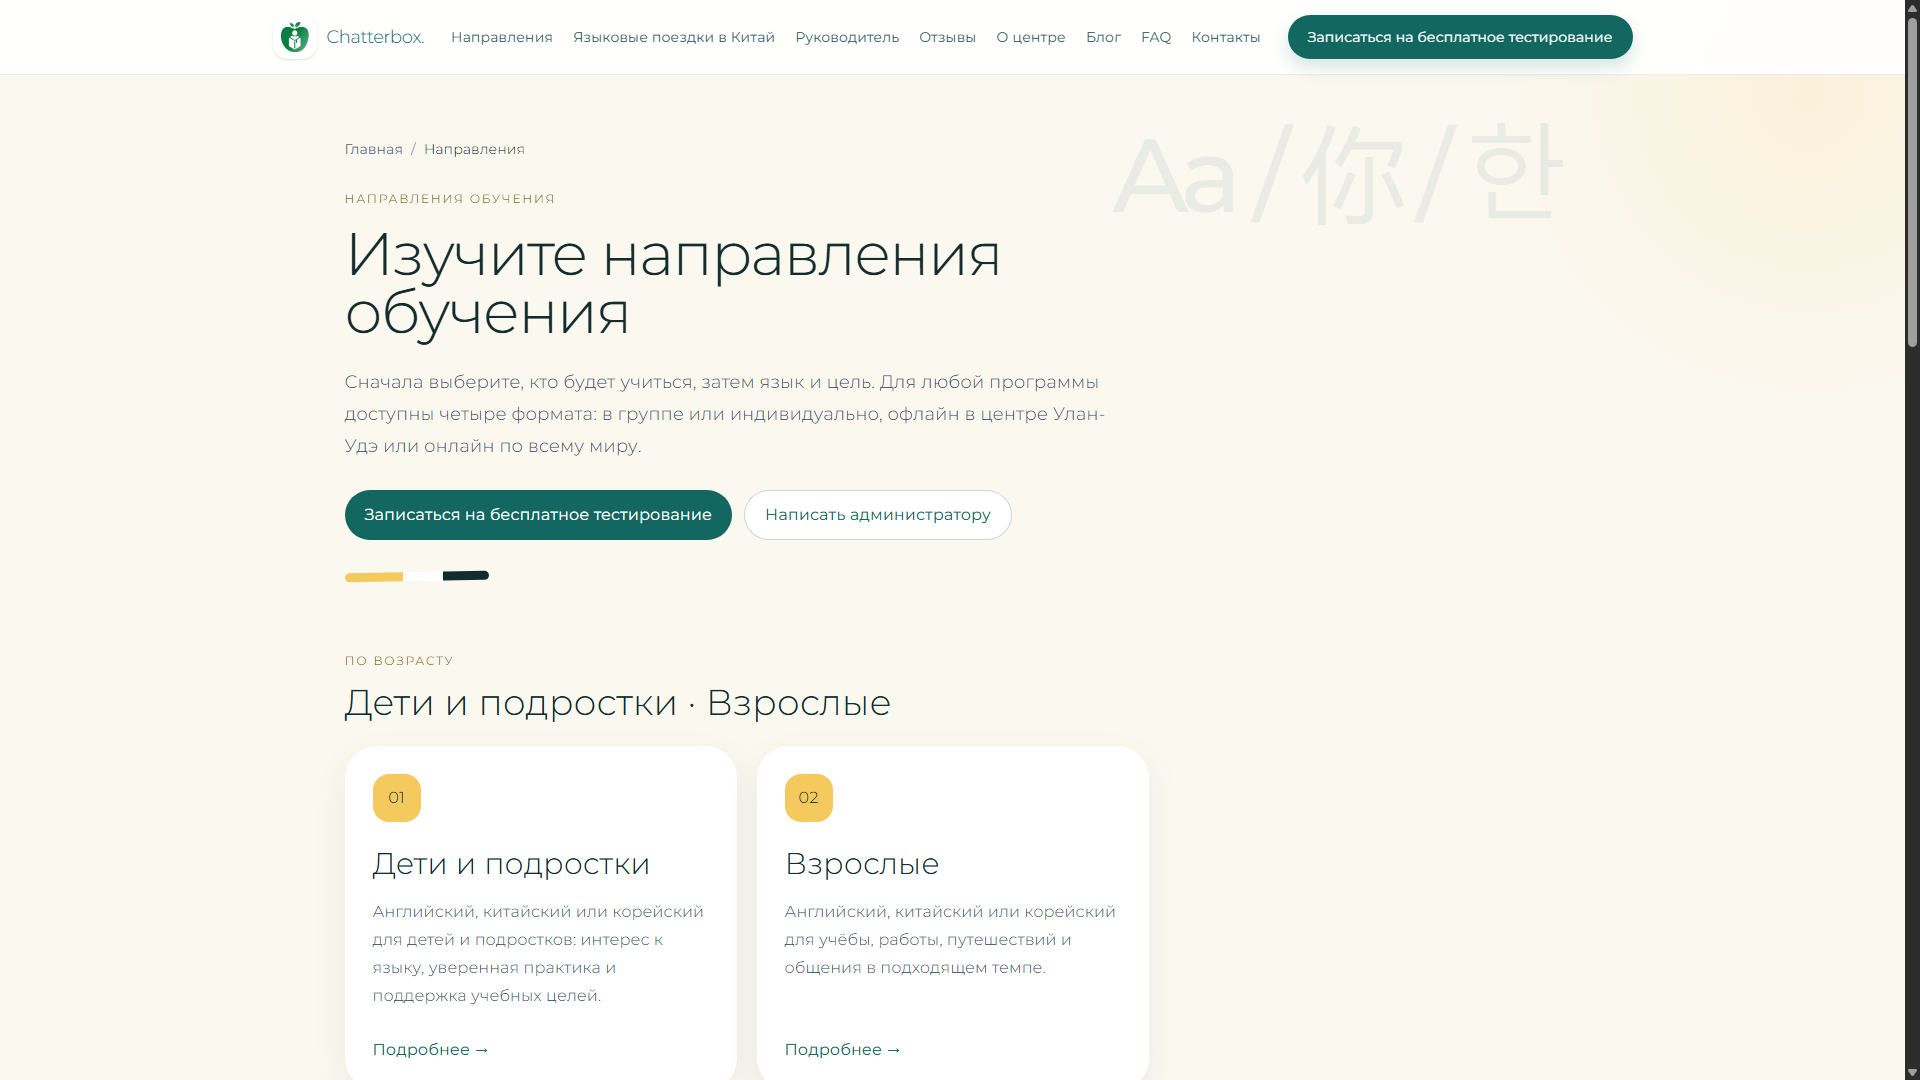 Chatterbox.
Направления
Языковые поездки в Китай
Руководитель
Отзывы
О центре
Блог
FAQ
Контакты
Записаться на бесплатное тестирование
Главная / Направления
Aa / 你 / 한
НАПРАВЛЕНИЯ ОБУЧЕНИЯ
Изучите направления
обучения
Сначала выберите, кто будет учиться, затем язык и цель. Для любой программы
доступны четыре формата: в группе или индивидуально, офлайн в центре Улан-
Удэ или онлайн по всему миру.
Записаться на бесплатное тестирование
Написать администратору
ПО ВОЗРАСТУ
Дети и подростки · Взрослые
01
Дети и подростки
Английский, китайский или корейский
для детей и подростков: интерес к
языку, уверенная практика и
поддержка учебных целей.
Подробнее →
02
Взрослые
Английский, китайский или корейский
для учёбы, работы, путешествий и
общения в подходящем темпе.
Подробнее →